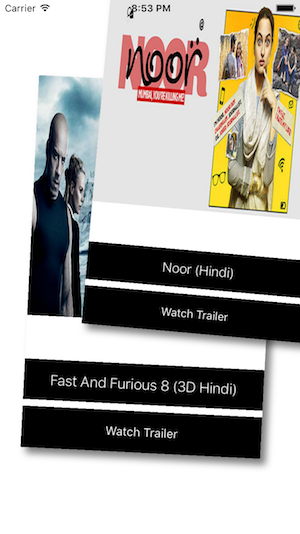 Carrier 8:53 PM
NOOR
noor
MUMBAI, YOU'RE KILLING ME
Noor (Hindi)
Watch Trailer
Fast And Furious 8 (3D Hindi)
Watch Trailer